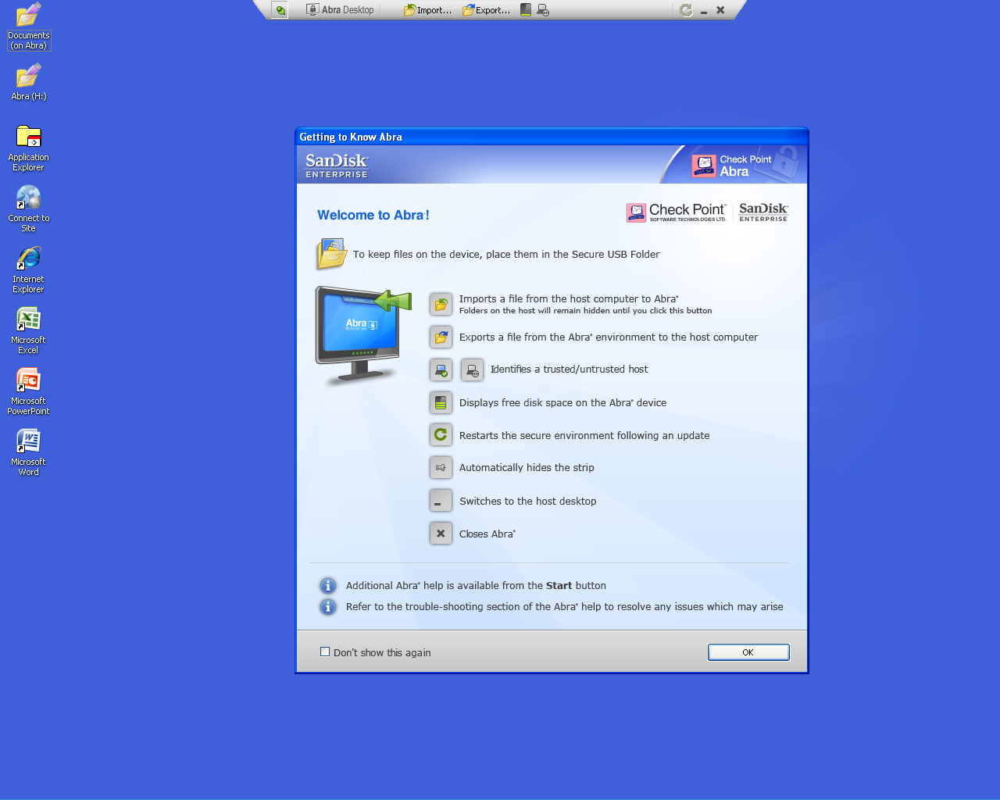 Abra Desktop
Import...
Export...
Documents
(on Abra)
Abra (H:)
Application
Explorer
Connect to
Site
Internet
Explorer
Microsoft
Excel
Microsoft
PowerPoint
Microsoft
Word
Getting to Know Abra
SanDisk
ENTERPRISE
Check Point
Abra
Welcome to Abra!
Check Point™
SOFTWARE TECHNOLOGIES LTD.
SanDisk
ENTERPRISE
To keep files on the device, place them in the Secure USB Folder
Abra
Imports a file from the host computer to Abra*
Folders on the host will remain hidden until you click this button
Exports a file from the Abra* environment to the host computer
Identifies a trusted/untrusted host
Displays free disk space on the Abra* device
Restarts the secure environment following an update
Automatically hides the strip
Switches to the host desktop
Closes Abra*
Additional Abra* help is available from the Start button
Refer to the trouble-shooting section of the Abra* help to resolve any issues which may arise
Don't show this again
OK